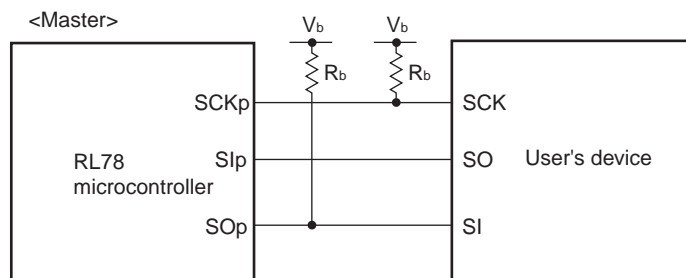 <Master>
Vb Vb
Rb Rb
SCKp SCK
RL78
microcontroller
SIp SO
User's device
SOp SI